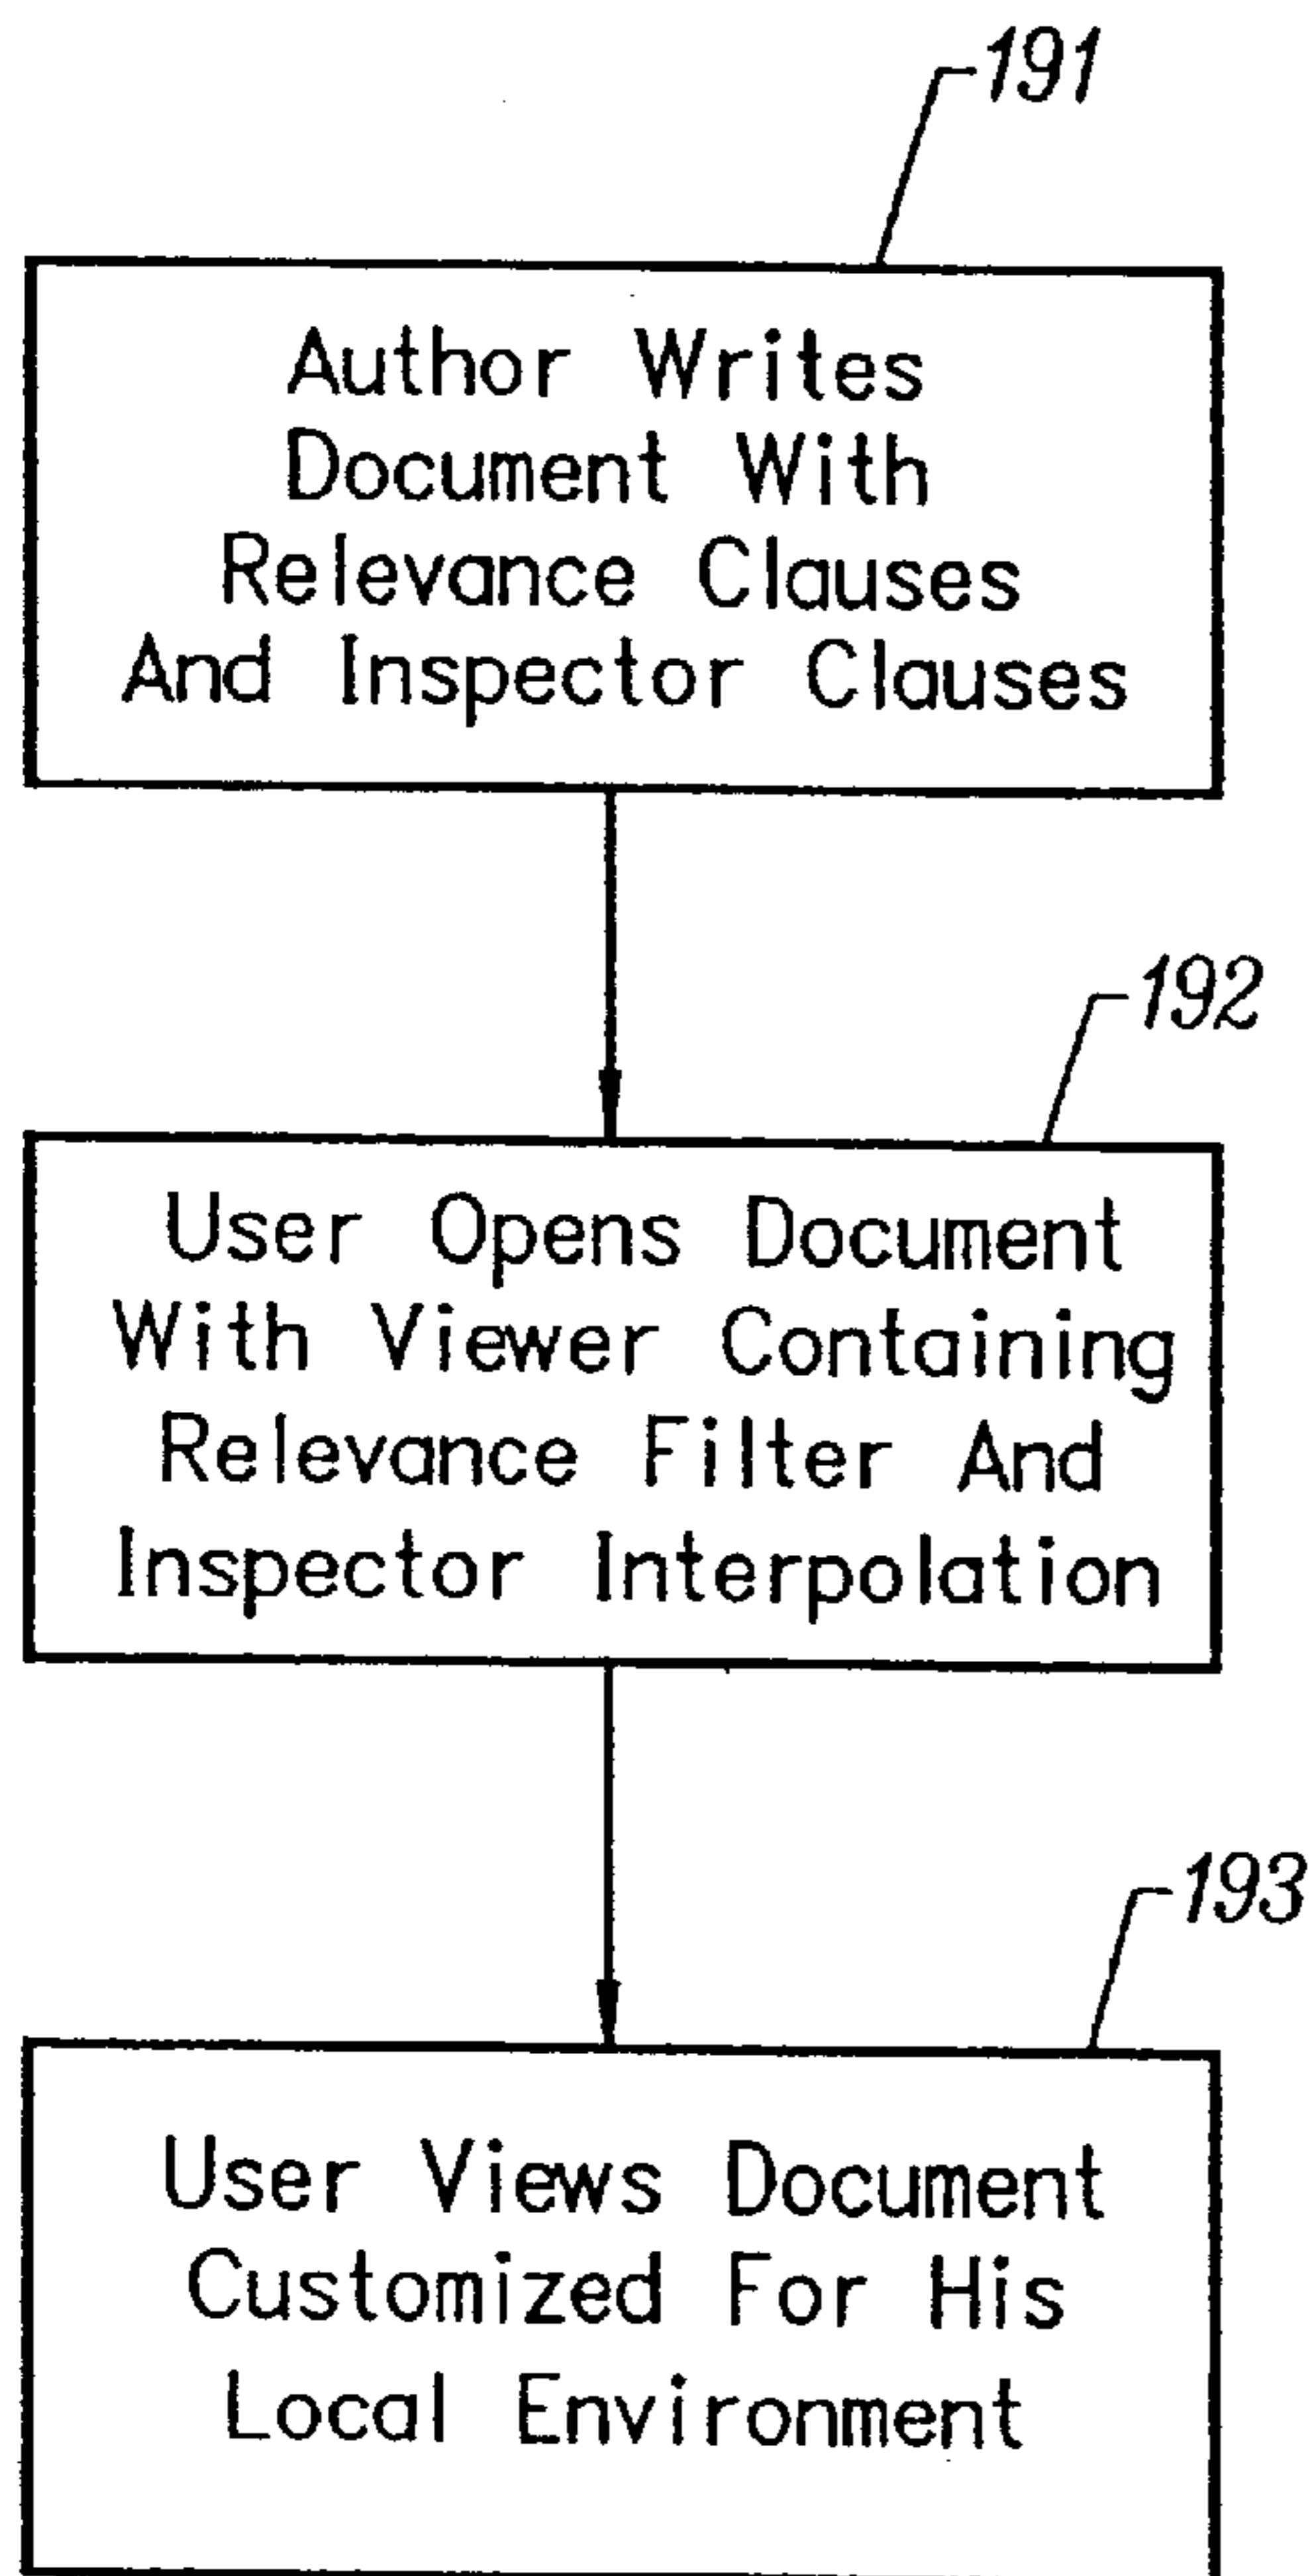 191
Author Writes
Document With
Relevance Clauses
And Inspector Clauses
192
User Opens Document
With Viewer Containing
Relevance Filter And
Inspector Interpolation
193
User Views Document
Customized For His
Local Environment